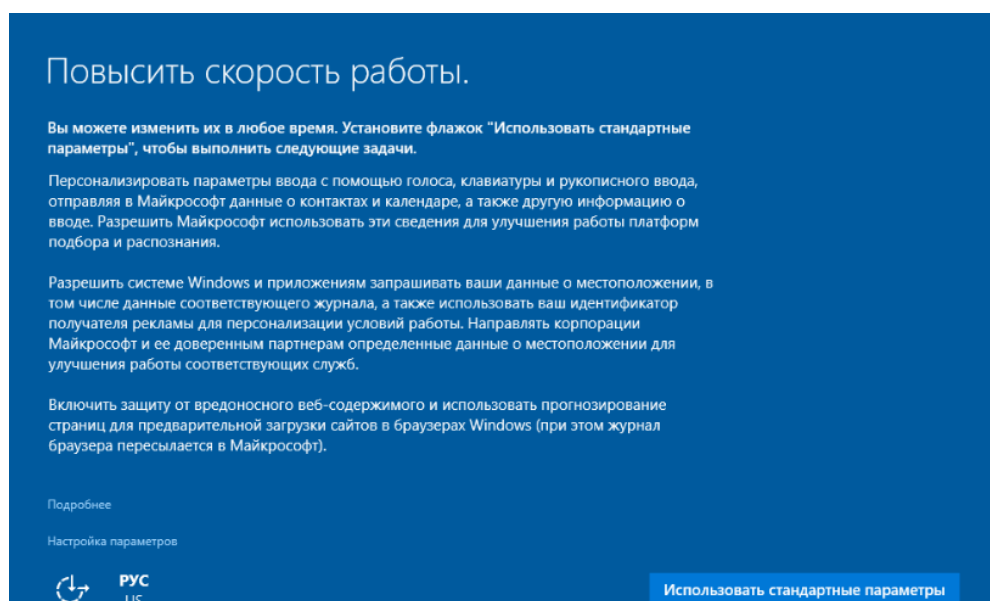 Повысить скорость работы.
Вы можете изменить их в любое время. Установите флажок "Использовать стандартные
параметры", чтобы выполнить следующие задачи.
Персонализировать параметры ввода с помощью голоса, клавиатуры и рукописного ввода,
отправляя в Майкрософт данные о контактах и календаре, а также другую информацию о
вводе. Разрешить Майкрософт использовать эти сведения для улучшения работы платформ
подбора и распознания.
Разрешить системе Windows и приложениям запрашивать ваши данные о местоположении, в
том числе данные соответствующего журнала, а также использовать ваш идентификатор
получателя рекламы для персонализации условий работы. Направлять корпорации
Майкрософт и ее доверенным партнерам определенные данные о местоположении для
улучшения работы соответствующих служб.
Включить защиту от вредоносного веб-содержимого и использовать прогнозирование
страниц для предварительной загрузки сайтов в браузерах Windows (при этом журнал
браузера пересылается в Майкрософт).
Подробнее
Настройка параметров
РУС
US
Использовать стандартные параметры